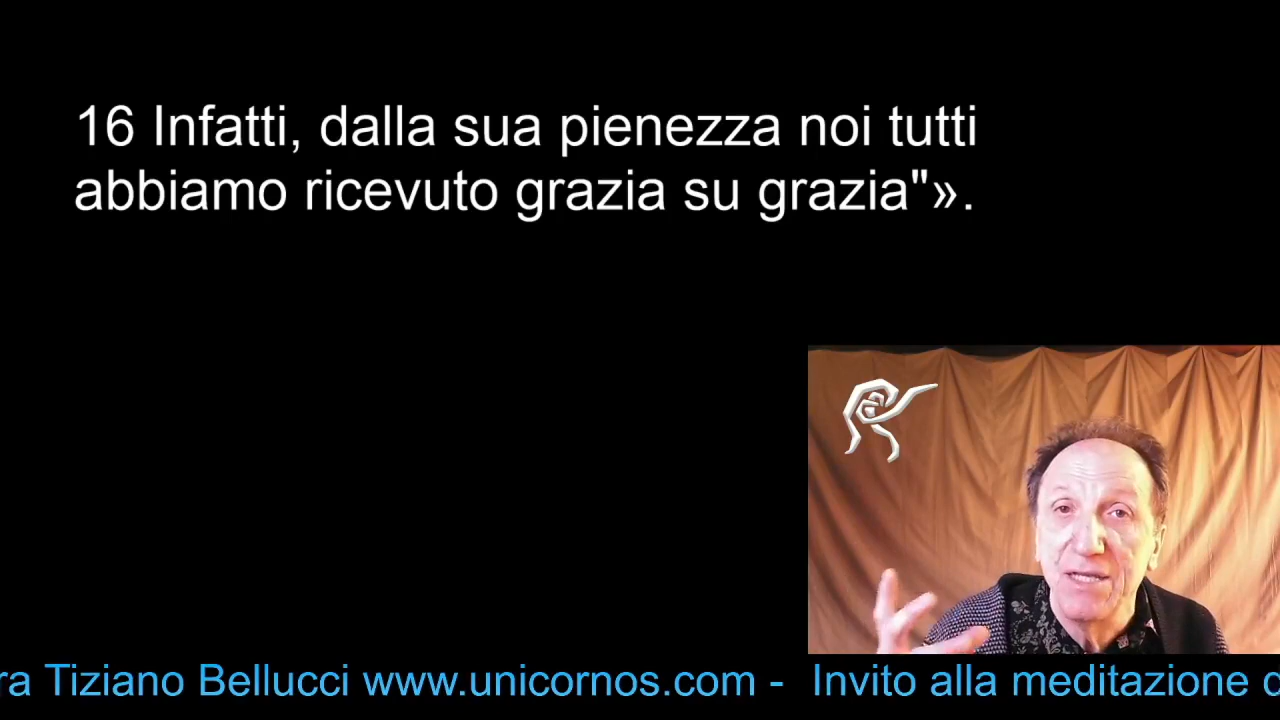 16 Infatti, dalla sua pienezza noi tutti
abbiamo ricevuto grazia su grazia"».
Tiziano Bellucci www.unicornos.com - Invito alla meditazione